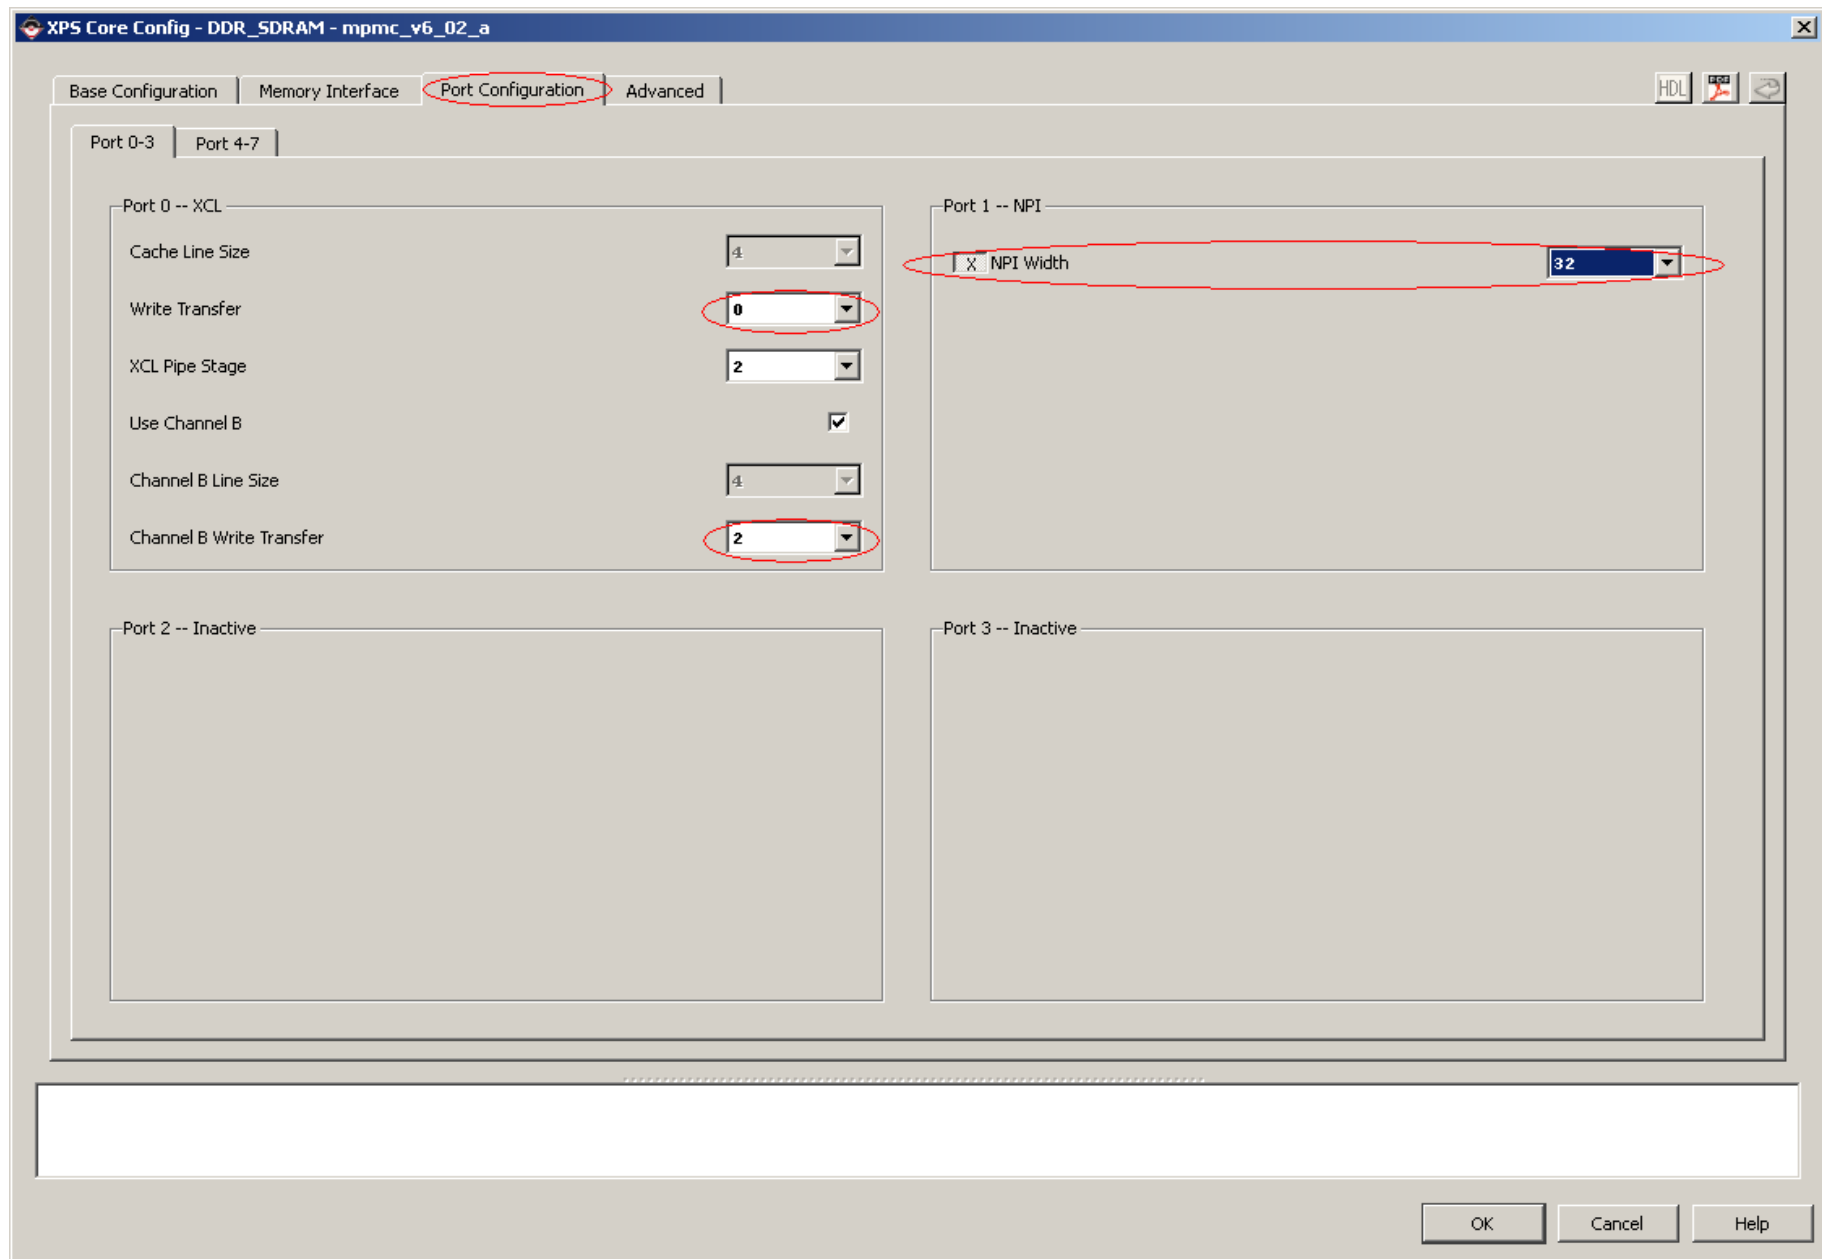 XPS Core Config - DDR_SDRAM - mpmc_v6_02_a
Base Configuration Memory Interface Port Configuration Advanced
HDL PDF
Port 0-3 Port 4-7
Port 0 -- XCL
Cache Line Size 4
Write Transfer 0
XCL Pipe Stage 2
Use Channel B
Channel B Line Size 4
Channel B Write Transfer 2
Port 1 -- NPI
X NPI Width 32
Port 2 -- Inactive
Port 3 -- Inactive
OK Cancel Help